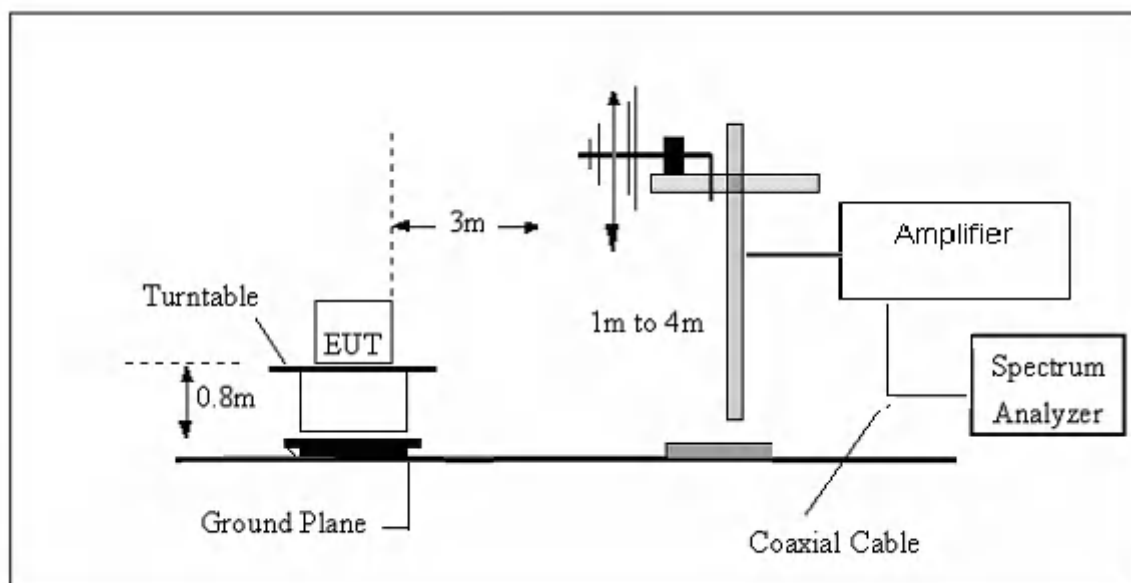 3m
Amplifier
Turntable
EUT
1m to 4m
0.8m
Spectrum
Analyzer
Ground Plane
Coaxial Cable